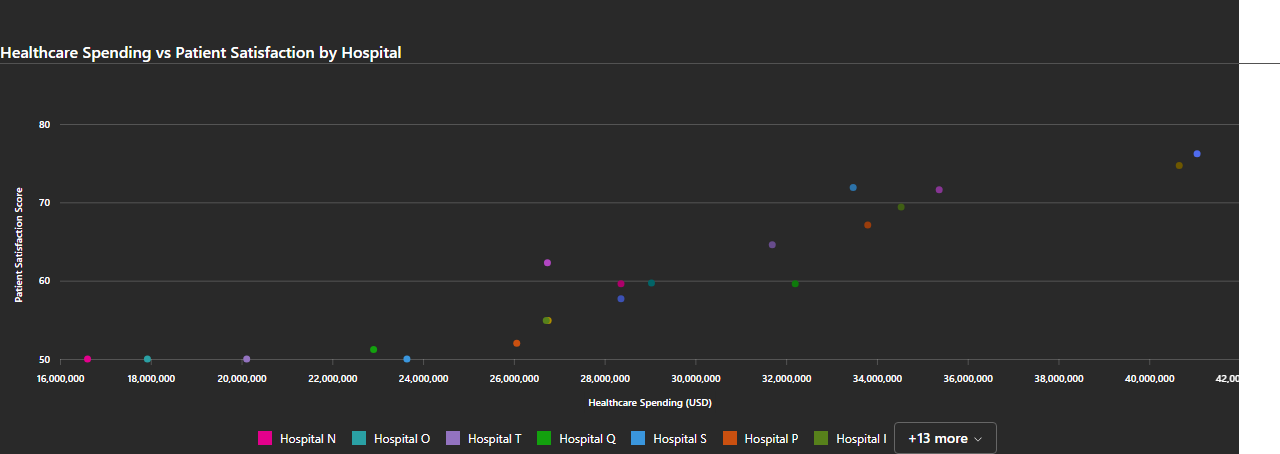 Healthcare Spending vs Patient Satisfaction by Hospital
80
70
60
50
Patient Satisfaction Score
16,000,000 18,000,000 20,000,000 22,000,000 24,000,000 26,000,000 28,000,000 30,000,000 32,000,000 34,000,000 36,000,000 38,000,000 40,000,000 42,000
Healthcare Spending (USD)
Hospital N Hospital O Hospital T Hospital Q Hospital S Hospital P Hospital I +13 more